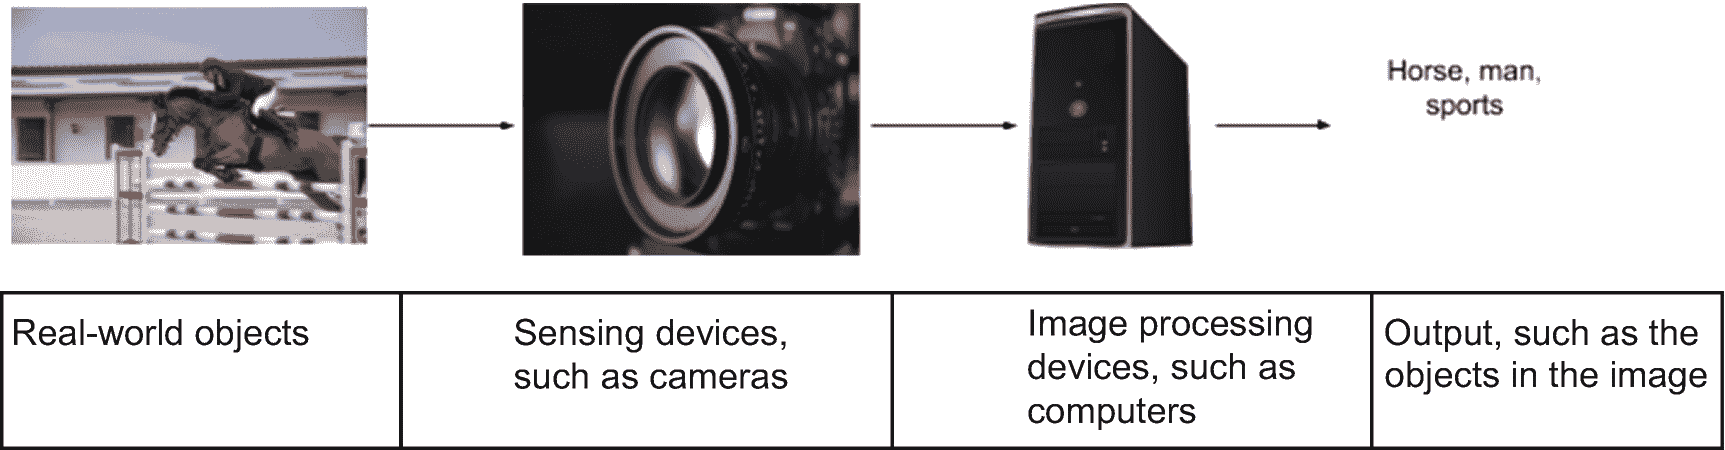 Horse, man,
sports
Real-world objects
Sensing devices,
such as cameras
Image processing
devices, such as
computers
Output, such as the
objects in the image